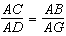 AC/AD = AB/AG